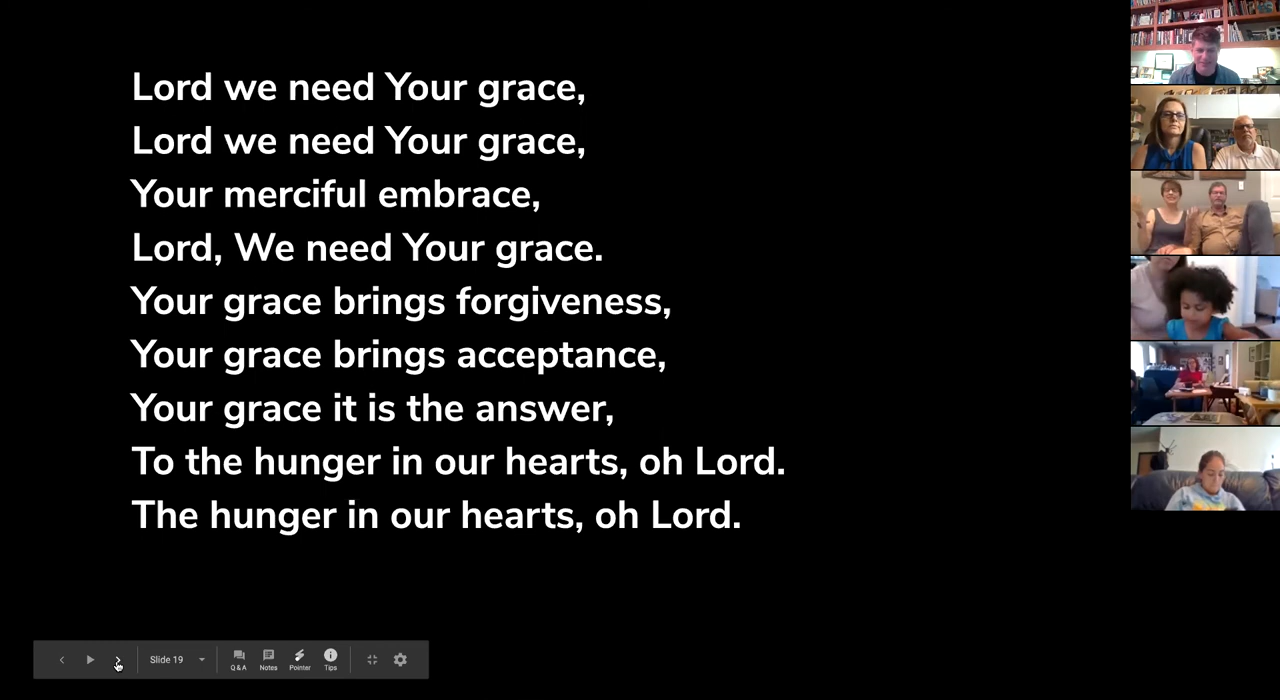 Lord we need Your grace,
Lord we need Your grace,
Your merciful embrace,
Lord, We need Your grace.
Your grace brings forgiveness,
Your grace brings acceptance,
Your grace it is the answer,
To the hunger in our hearts, oh Lord.
The hunger in our hearts, oh Lord.
Slide 19
Q&A
Notes
Pointer
Tips